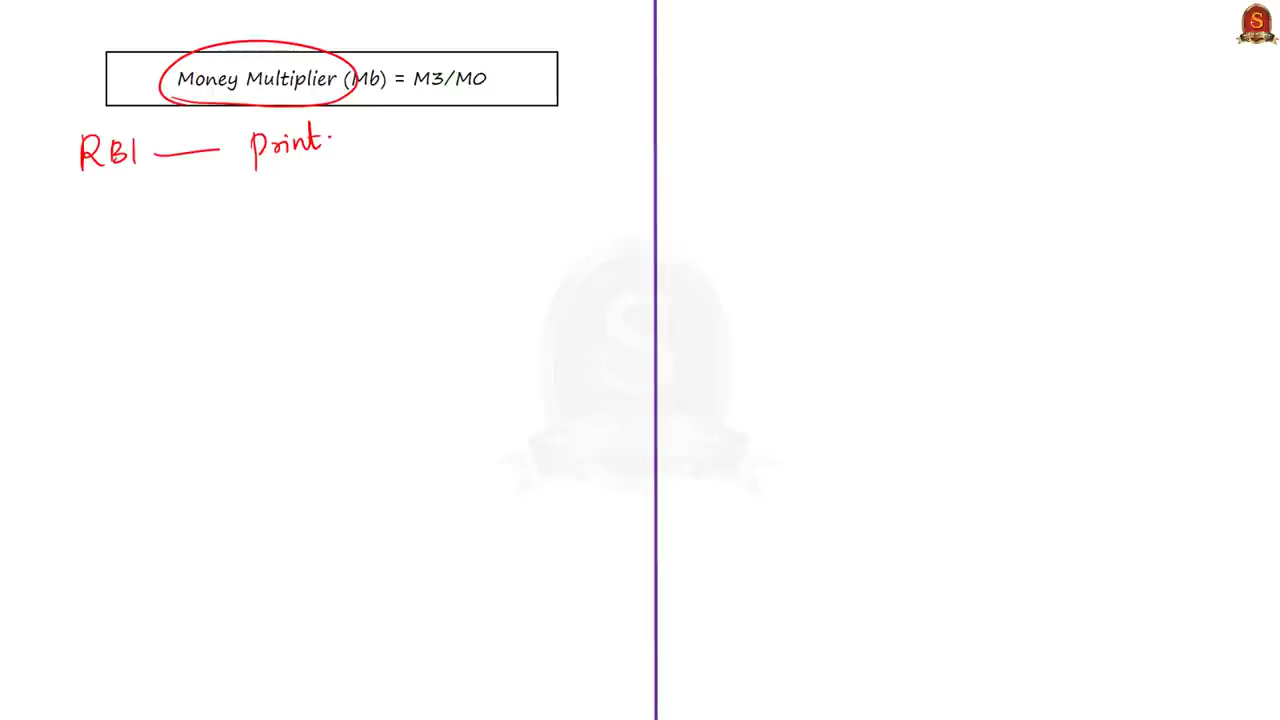 Money Multiplier (Mb) = M3/M0
RBI — Print.
S
S